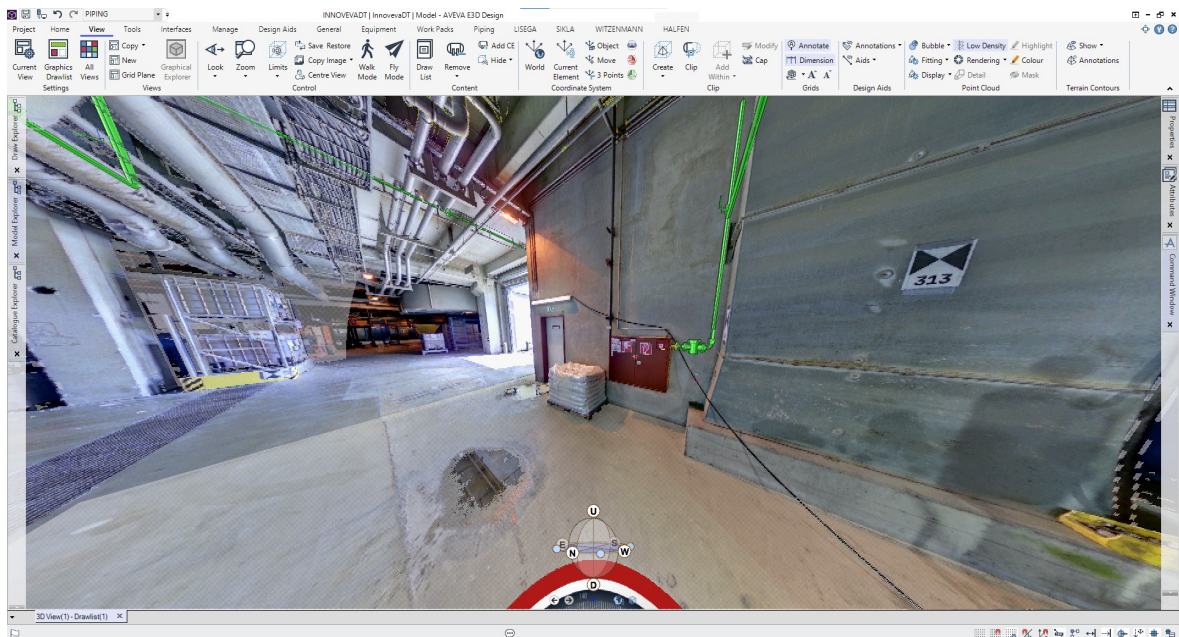 PIPING
INNOVEVADT | InnovevaDT | Model - AVEVA E3D Design
Project Home View Tools Interfaces Manage Design Aids General Equipment Work Packs Piping LISEGA SIKLA WITZENMANN HALFEN
Current View
Graphics Drawlist
All Views
Settings
Copy
New
Grid Plane
Graphical Explorer
Views
Look
Zoom
Limits
Save Restore
Copy Image
Centre View
Walk Mode
Fly Mode
Control
Draw List
Remove
Add CE
Hide
Content
World
Current Element
Object
Move
3 Points
Coordinate System
Create
Clip
Add Within
Modify
Cap
Clip
Annotate
Dimension
A A
Grids
Annotations
Aids
Design Aids
Bubble
Fitting
Display
Low Density
Rendering
Detail
Highlight
Colour
Mask
Point Cloud
Show
Annotations
Terrain Contours
Draw Explorer
Model Explorer
Catalogue Explorer
Properties
Attributes
Command Window
313
U
E
S
N
W
D
3D View(1) - Drawlist(1)